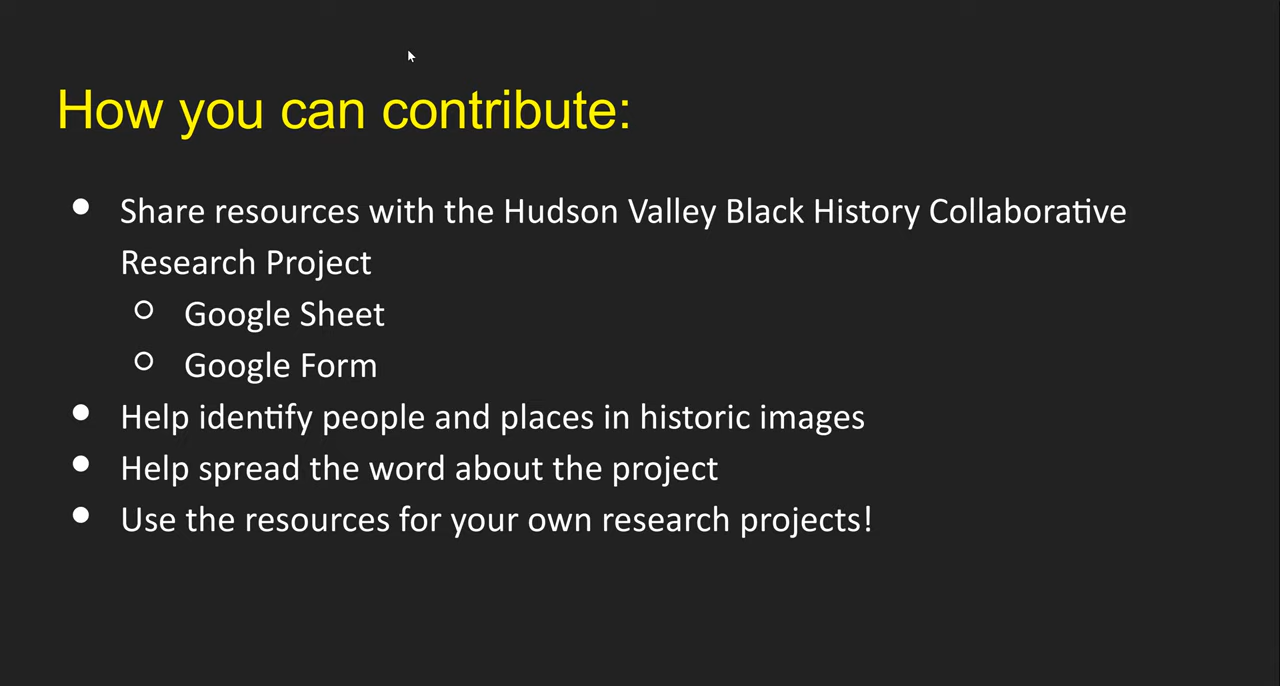 How you can contribute:
● Share resources with the Hudson Valley Black History Collaborative
Research Project
○ Google Sheet
○ Google Form
● Help identify people and places in historic images
● Help spread the word about the project
● Use the resources for your own research projects!